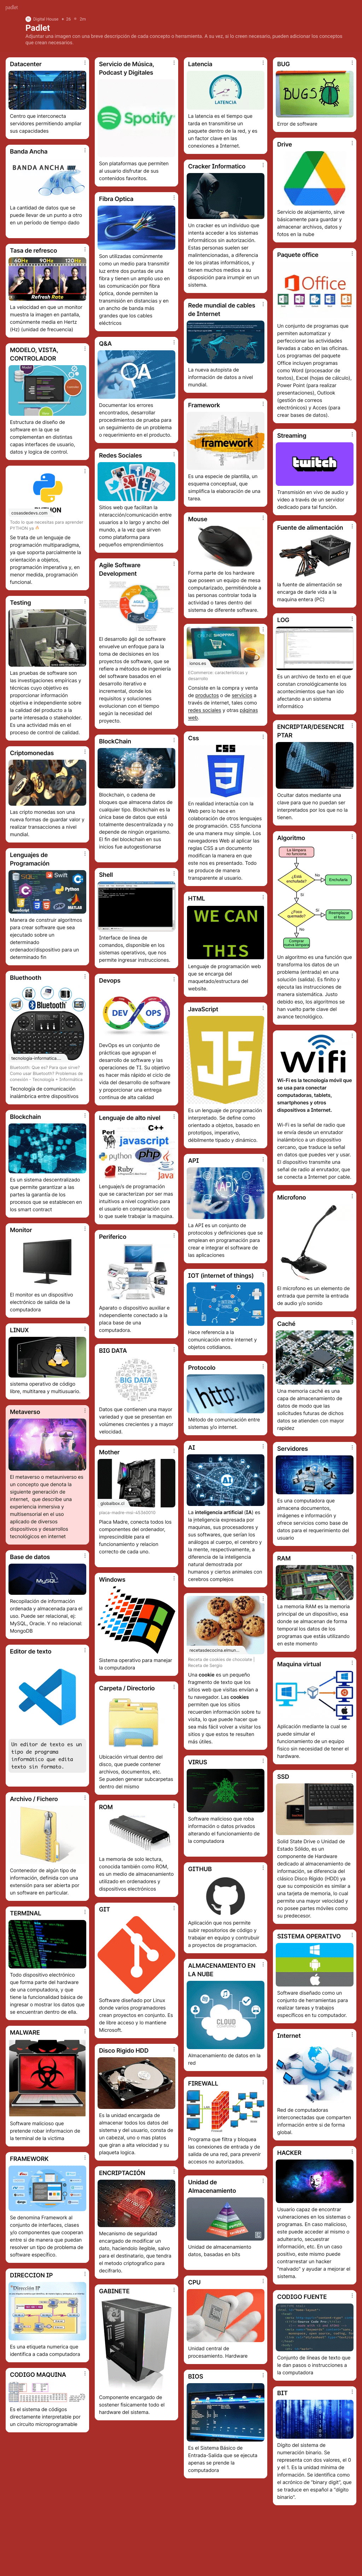 padlet
Digital House • 26 • 2m
Padlet
Adjuntar una imagen con una breve descripción de cada concepto o herramienta. A su vez, si lo creen necesario, pueden adicionar los conceptos
que crean necesarios.
Datacenter
Centro que interconecta
servidores permitiendo ampliar
sus capacidades
Banda Ancha
BANDA ANCHA
La cantidad de datos que se
puede llevar de un punto a otro
en un período de tiempo dado
Tasa de refresco
60Hz 90Hz 120Hz
Refresh Rate
La velocidad en que un monitor
muestra la imagen en pantalla,
comúnmente media en Hertz
(Hz) (unidad de frecuencia)
MODELO, VISTA,
CONTROLADOR
Estructura de diseño de
software en la que se
complementan en distintas
capas interfaces de usuario,
datos y logica de control.
cosasdedevs.com
Todo lo que necesitas para aprender
PYTHON ya
Se trata de un lenguaje de
programación multiparadigma,
ya que soporta parcialmente la
orientación a objetos,
programación imperativa y, en
menor medida, programación
funcional.
Testing
Las pruebas de software son
las investigaciones empíricas y
técnicas cuyo objetivo es
proporcionar información
objetiva e independiente sobre
la calidad del producto a la
parte interesada o stakeholder.
Es una actividad más en el
proceso de control de calidad.
Criptomonedas
Las cripto monedas son una
nueva formas de guardar valor y
realizar transacciones a nivel
mundial.
Lenguajes de
Programación
Manera de construir algoritmos
para crear software que sea
ejecutado sobre un
determinado
ordenador/dispositivo para un
determinado fin
Bluethooth
Bluetooth
tecnologia-informatica....
Bluetooth: Que es? Para que sirve?
Como usar Bluetooth? Problemas de
conexión - Tecnología + Informática
Tecnología de comunicación
inalámbrica entre dispositivos
Blockchain
Es un sistema descentralizado
que permite garantizar a las
partes la garantía de los
procesos que se establecen en
los smart contract
Monitor
El monitor es un dispositivo
electrónico de salida de la
computadora
LINUX
sistema operativo de código
libre, multitarea y multiusuario.
Metaverso
El metaverso o metauniverso es
un concepto que denota la
siguiente generación de
Internet, que describe una
experiencia inmersiva y
multisensorial en el uso
aplicado de diversos
dispositivos y desarrollos
tecnológicos en internet
Base de datos
MySQL
Recopilación de información
ordenada y almacenada para el
uso. Puede ser relacional, ej:
MySQL, Oracle. Y no relacional:
MongoDB
Editor de texto
Un editor de texto es un
tipo de programa
informático que edita
texto sin formato.
Archivo / Fichero
Contenedor de algún tipo de
información, definida con una
extensión para ser abierta por
un software en particular.
TERMINAL
Todo dispositivo electrónico
que forma parte del hardware
de una computadora, y que
tiene la funcionalidad básica de
ingresar o mostrar los datos que
se encuentran dentro de ella.
MALWARE
Software malicioso que
pretende robar informacion de
la terminal de la victima
FRAMEWORK
Se denomina Framework al
conjunto de interfaces, clases
y/o componentes que cooperan
entre si de manera que puedan
resolver un tipo de problema de
software específico.
DIRECCION IP
Dirección IP
Es una etiqueta numerica que
identifica a cada computadora
CODIGO MAQUINA
Es el sistema de códigos
directamente interpretable por
un circuito microprogramable
Servicio de Música,
Podcast y Digitales
Spotify
Son plataformas que permiten
al usuario disfrutar de sus
contenidos favoritos.
Fibra Optica
Son utilizadas comúnmente
como un medio para transmitir
luz entre dos puntas de una
fibra y tienen un amplio uso en
las comunicación por fibra
óptica, donde permiten la
transmisión en distancias y en
un ancho de banda más
grandes que los cables
eléctricos
Q&A
QA
Documentar los errores
encontrados, desarrollar
procedimientos de prueba para
un seguimiento de un problema
o requerimiento en el producto.
Redes Sociales
Sitios web que facilitan la
interacción/comunicación entre
usuarios a lo largo y ancho del
mundo, a la vez que sirven
como plataforma para
pequeños emprendimientos
Agile Software
Development
El desarrollo ágil de software
envuelve un enfoque para la
toma de decisiones en los
proyectos de software, que se
refiere a métodos de ingeniería
del software basados en el
desarrollo iterativo e
incremental, donde los
requisitos y soluciones
evolucionan con el tiempo
según la necesidad del
proyecto.
BlockChain
Blockchain, o cadena de
bloques que almacena datos de
cualquier tipo. Blockchain es la
única base de datos que está
totalmente descentralizada y no
depende de ningún organismo.
En fin del blockchain en sus
inicios fue autogestionarse
Shell
Interface de línea de
comandos, disponible en los
sistemas operativos, que nos
permite ingresar instrucciones.
Devops
DEV OPS
DevOps es un conjunto de
prácticas que agrupan el
desarrollo de software y las
operaciones de TI. Su objetivo
es hacer más rápido el ciclo de
vida del desarrollo de software
y proporcionar una entrega
continua de alta calidad
Lenguage de alto nivel
Perl C++
javascript
python php
Ruby Java
Lenguaje/s de programación
que se caracterizan por ser mas
intuitivos a nivel cognitivo para
el usuario en comparación con
lo que suele trabajar la maquina.
Periferico
Aparato o dispositivo auxiliar e
independiente conectado a la
placa base de una
computadora.
BIG DATA
BIG DATA
Datos que contienen una mayor
variedad y que se presentan en
volúmenes crecientes y a mayor
velocidad.
Mother
globalbox.cl
Placa Madre, conecta todos los
componentes del ordenador,
imprescindible para el
funcionamiento y relación
correcto de cada uno.
Windows
Sistema operativo para manejar
la computadora
Carpeta / Directorio
Ubicación virtual dentro del
disco, que puede contener
archivos, documentos, etc.
Se pueden generar subcarpetas
dentro del mismo
ROM
La memoria de solo lectura,
conocida también como ROM,
es un medio de almacenamiento
utilizado en ordenadores y
dispositivos electrónicos
GIT
Software diseñado por Linux
donde varios programadores
crean proyectos en conjunto. Es
de libre acceso y lo mantiene
Microsoft.
Disco Rigido HDD
Es la unidad encargada de
almacenar todos los datos del
sistema y del usuario, consta de
un cabezal, uno o mas platos
que giran a alta velocidad y su
plaqueta logica.
ENCRIPTACIÓN
Mecanismo de seguridad
encargado de modificar un
dato, haciendolo ilegible, salvo
para el destinatario, que tendra
el metodo criptografico para
decifrarlo.
GABINETE
Componente encargado de
sostener fisicamente todo el
hardware del sistema.
Latencia
LATENCIA
La latencia es el tiempo que
tarda en transmitirse un
paquete dentro de la red, y es
un factor clave en las
conexiones a Internet.
Cracker Informatico
Un cracker es un individuo que
intenta acceder a los sistemas
informáticos sin autorización.
Estas personas suelen ser
malintencionadas, a diferencia
de los piratas informáticos, y
tienen muchos medios a su
disposición para irrumpir en un
sistema.
Rede mundial de cables
de Internet
La nueva autopista de
información de datos a nivel
mundial.
Framework
framework
Es una especie de plantilla, un
esquema conceptual, que
simplifica la elaboración de una
tarea.
Mouse
Forma parte de los hardware
que poseen un equipo de mesa
computarizado, permitiéndole a
las personas controlar toda la
actividad o tareas dentro del
sistema de diferente software.
SHOPPING
ionos.es
ECommerce: características y
desarrollo
Consiste en la compra y venta
de productos o de servicios a
través de internet, tales como
redes sociales y otras páginas
web.
Css
CSS
3
En realidad interactua con la
Web pero lo hace en
colaboración de otros lenguajes
de programación. CSS funciona
de una manera muy simple. Los
navegadores Web al aplicar las
reglas CSS a un documento
modifican la manera en que
este nos es presentado. Todo
se produce de manera
transparente al usuario.
HTML
WE CAN
THIS
Lenguage de programación web
que se encarga del
maquetado/estructura del
website.
JavaScript
JS
Es un lenguaje de programación
interpretado. Se define como
orientado a objetos, basado en
prototipos, imperativo,
débilmente tipado y dinámico.
API
API
La API es un conjunto de
protocolos y definiciones que se
emplean en programación para
crear e integrar el software de
las aplicaciones
IOT (internet of things)
Hace referencia a la
comunicación entre internet y
objetos cotidianos.
Protocolo
http:/
Método de comunicación entre
sistemas y/o internet.
AI
AI
La inteligencia artificial (IA) es
la inteligencia expresada por
maquinas, sus procesadores y
sus softwares, que serían los
análogos al cuerpo, el cerebro y
la mente, respectivamente, a
diferencia de la inteligencia
natural demostrada por
humanos y ciertos animales con
cerebros complejos
recetasdecocina.elmun...
Receta de cookies de chocolate |
Receta de Sergio
Una cookie es un pequeño
fragmento de texto que los
sitios web que visitas envían a
tu navegador. Las cookies
permiten que los sitios
recuerden información sobre tu
visita, lo que puede hacer que
sea más fácil volver a visitar los
sitios y que estos te resulten
más útiles.
VIRUS
Software malicioso que roba
información o datos privados
alterando el funcionamiento de
la computadora
GITHUB
Aplicación que nos permite
subir repositorios de código y
trabajar en equipo y contribuir
a proyectos de programacion.
ALMACENAMIENTO EN
LA NUBE
CLOUD
Almacenamiento de datos en la
red
FIREWALL
Programa que filtra y bloquea
las conexiones de entrada y de
salida de una red, para prevenir
accesos no autorizados.
Unidad de
Almacenamiento
Unidad de almacenamiento
datos, basadas en bits
CPU
Unidad central de
procesamiento. Hardware
BIOS
Es el Sistema Básico de
Entrada-Salida que se ejecuta
apenas se prende la
computadora
BUG
BUGS
Error de software
Drive
Servicio de alojamiento, sirve
básicamente para guardar y
almacenar archivos, datos y
fotos en la nube
Paquete office
Office
Un conjunto de programas que
permiten automatizar y
perfeccionar las actividades
llevadas a cabo en las oficinas.
Los programas del paquete
Office incluyen programas
como Word (procesador de
textos), Excel (hojas de cálculo),
Power Point (para realizar
presentaciones), Outlook
(gestión de correos
electrónicos) y Acces (para
crear bases de datos).
Streaming
twitch
Transmisión en vivo de audio y
video a través de un servidor
dedicado para tal función.
Fuente de alimentación
la fuente de alimentación se
encarga de darle vida a la
maquina entera (PC)
LOG
Es un archivo de texto en el que
constan cronológicamente los
acontecimientos que han ido
afectando a un sistema
informático
ENCRIPTAR/DESENCRI
PTAR
Ocultar datos mediante una
clave para que no puedan ser
interpretados por los que no la
tienen.
Algoritmo
La lámpara
no funciona
¿Está
enchufada?
No
Enchufarla
Sí
¿Foco
quemado?
Sí
Reemplazar
el foco
No
Comprar
nueva lámpara
Un algoritmo es una función que
transforma los datos de un
problema (entrada) en una
solución (salida). Es finito y
ejecuta las instrucciones de
manera sistemática. Justo
debido eso, los algoritmos se
han vuelto parte clave del
avance tecnológico.
Wifi
Wi-Fi es la tecnología móvil que
se usa para conectar
computadoras, tablets,
smartphones y otros
dispositivos a Internet.
Wi-Fi es la señal de radio que
se envía desde un enrutador
inalámbrico a un dispositivo
cercano, que traduce la señal
en datos que puedes ver y usar.
El dispositivo transmite una
señal de radio al enrutador, que
se conecta a Internet por cable.
Microfono
El micrófono es un elemento de
entrada que permite la entrada
de audio y/o sonido
Caché
Una memoria caché es una
capa de almacenamiento de
datos de modo que las
solicitudes futuras de dichos
datos se atienden con mayor
rapidez
Servidores
Es una computadora que
almacena documentos,
imágenes e información y
ofrece servicios como base de
datos para el requerimiento del
usuario
RAM
La memoria RAM es la memoria
principal de un dispositivo, esa
donde se almacenan de forma
temporal los datos de los
programas que estás utilizando
en este momento
Maquina virtual
Aplicación mediante la cual se
puede simular el
funcionamiento de un equipo
físico sin necesidad de tener el
hardware.
SSD
Solid State Drive o Unidad de
Estado Sólido, es un
componente de Hardware
dedicado al almacenamiento de
información, se diferencia del
clásico Disco Rígido (HDD) ya
que su composición es similar a
una tarjeta de memoria, lo cual
permite una mayor velocidad y
no posee partes móviles como
su predecesor.
SISTEMA OPERATIVO
Software diseñado como un
conjunto de herramientas para
realizar tareas y trabajos
específicos en tu computador.
Internet
Red de computadoras
interconectadas que comparten
información entre si de forma
global.
HACKER
Usuario capaz de encontrar
vulneraciones en los sistemas o
programas. En caso malicioso,
este puede acceder al mismo o
adulterarlo, secuestrar
información, etc. En un caso
positivo, este mismo puede
contrarrestar un hacker
"malvado" y ayudar a mejorar el
sistema.
CODIGO FUENTE
Conjunto de lineas de texto que
le dan pasos o instrucciones a
la computadora
BIT
Dígito del sistema de
numeración binario. Se
representa con dos valores, el 0
y el 1. Es la unidad mínima de
información. Se identifica como
el acrónico de "binary digit", que
se traduce en español a "dígito
binario".